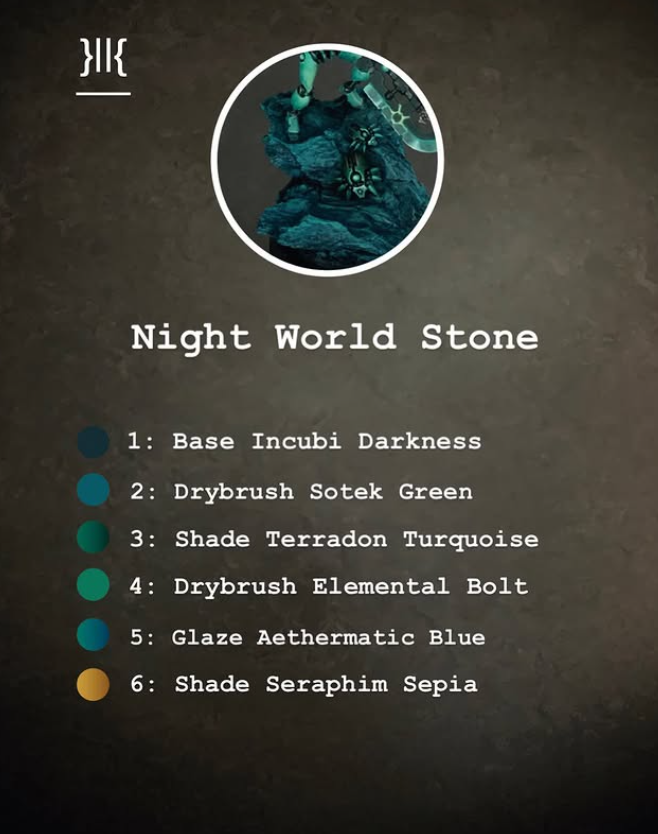 }||{
Night World Stone
1: Base Incubi Darkness
2: Drybrush Sotek Green
3: Shade Terradon Turquoise
4: Drybrush Elemental Bolt
5: Glaze Aethermatic Blue
6: Shade Seraphim Sepia